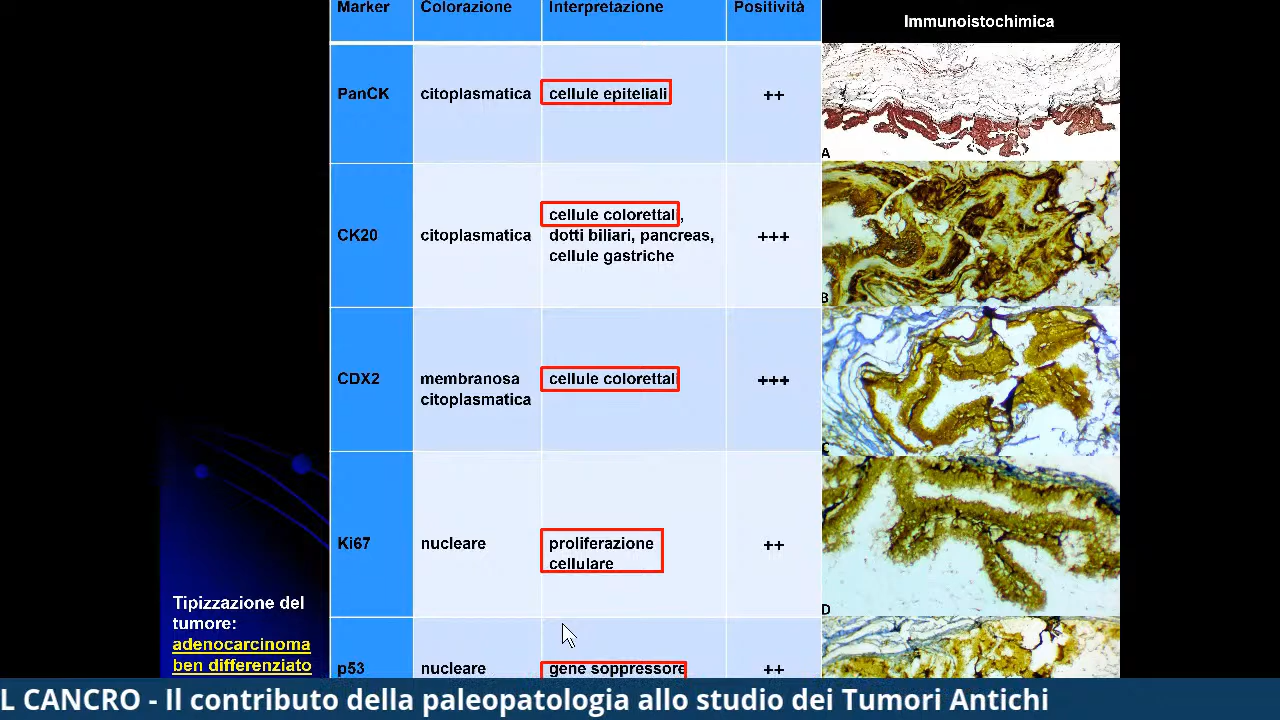 Marker Colorazione Interpretazione Positività
Immunoistochimica
PanCK citoplasmatica cellule epiteliali ++
A
CK20 citoplasmatica cellule colorettali, dotti biliari, pancreas, cellule gastriche +++
B
CDX2 membranosa citoplasmatica cellule colorettali +++
C
Ki67 nucleare proliferazione cellulare ++
D
p53 nucleare gene soppressore ++
Tipizzazione del
tumore:
adenocarcinoma
ben differenziato
L CANCRO - Il contributo della paleopatologia allo studio dei Tumori Antichi